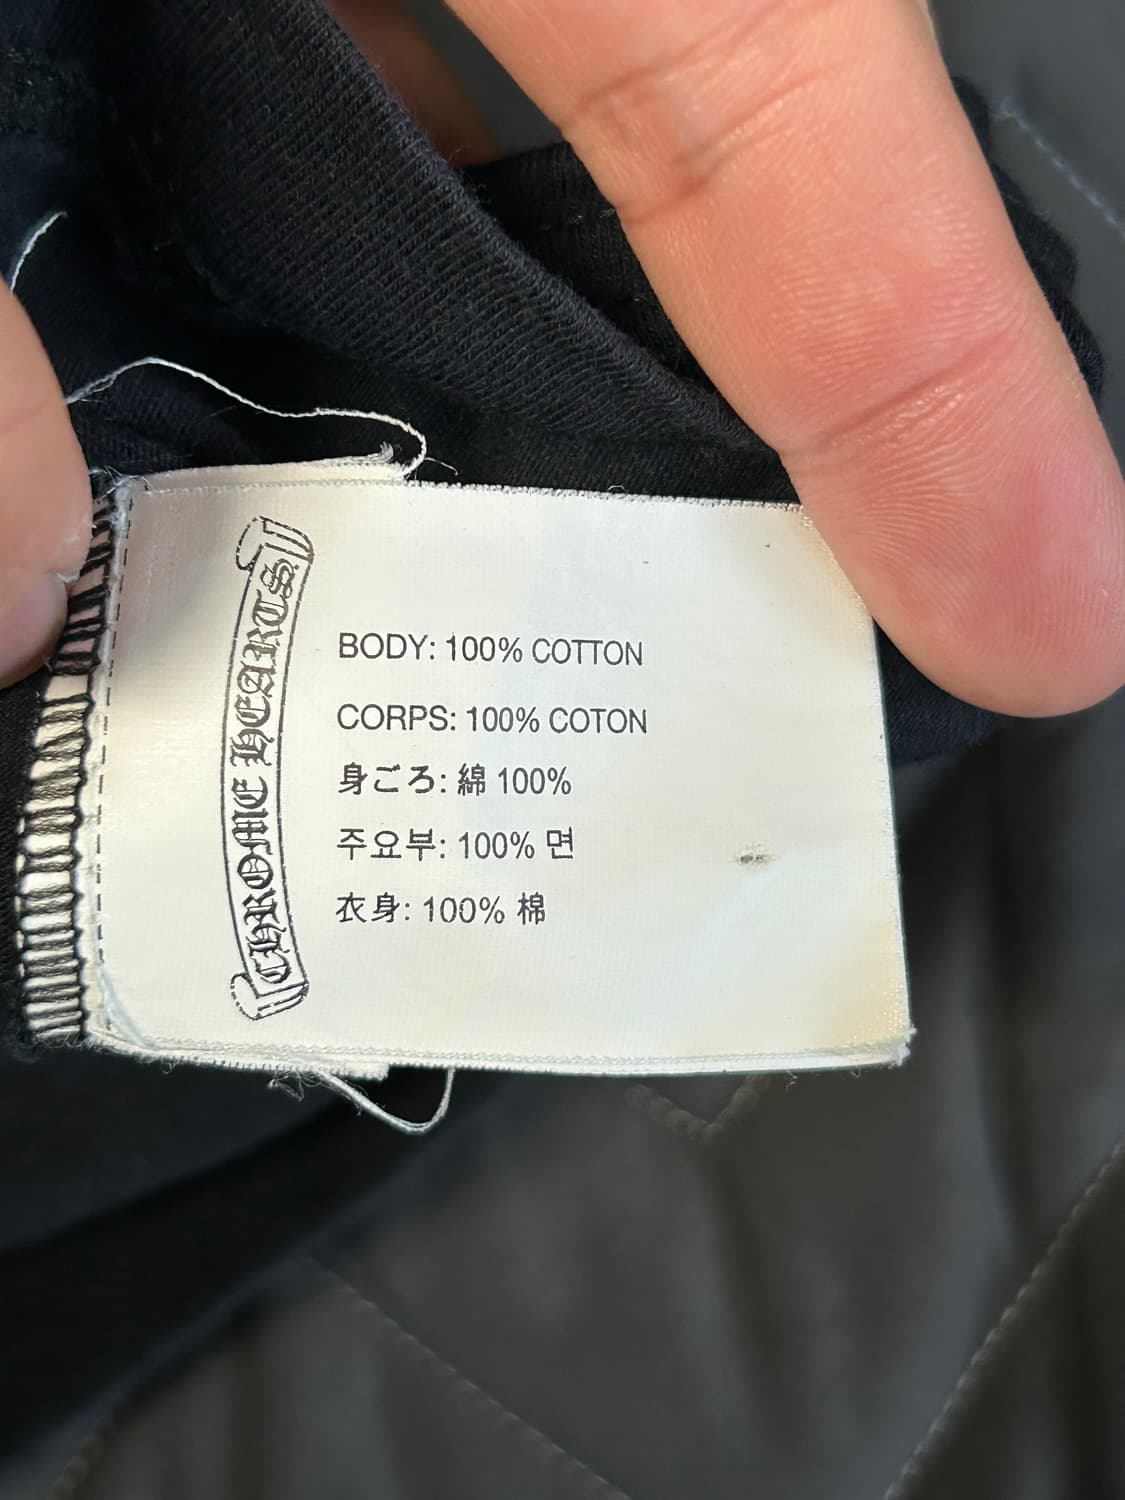 CHROME HEARTS
BODY: 100% COTTON
CORPS: 100% COTON
身ごろ: 綿 100%
주요부: 100% 면
衣身: 100% 棉